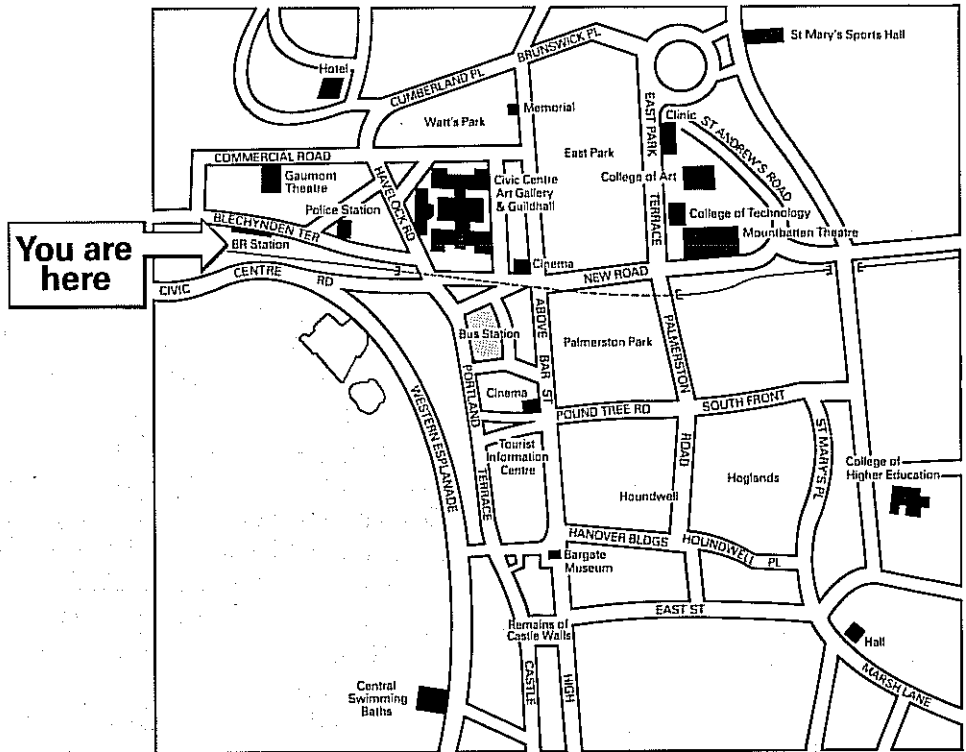 St Mary's Sports Hall
Hotel
BRUNSWICK PL
CUMBERLAND PL
Memorial
Watt's Park
East Park
EAST PARK
TERRACE
Clinic
ST ANDREW'S ROAD
COMMERCIAL ROAD
Gaumont
Theatre
HAVELOCK RD
Civic Centre
Art Gallery
& Guildhall
College of Art
Police Station
College of Technology
Mountbatten Theatre
BLECHYNDEN TER
BR Station
You are
here
CIVIC CENTRE RD
Cinema
NEW ROAD
Bus Station
ABOVE BAR ST
Palmerston Park
PALMERSTON
ROAD
PORTLAND
TERRACE
WESTERN ESPLANADE
Cinema
POUND TREE RD
SOUTH FRONT
ST MARY'S PL
Tourist
Information
Centre
Houndwell
Hoglands
College of
Higher Education
HANOVER BLDGS
HOUNDWELL PL
Bargate
Museum
EAST ST
Remains of
Castle Walls
Hall
CASTLE
HIGH
MARSH LANE
Central
Swimming
Baths